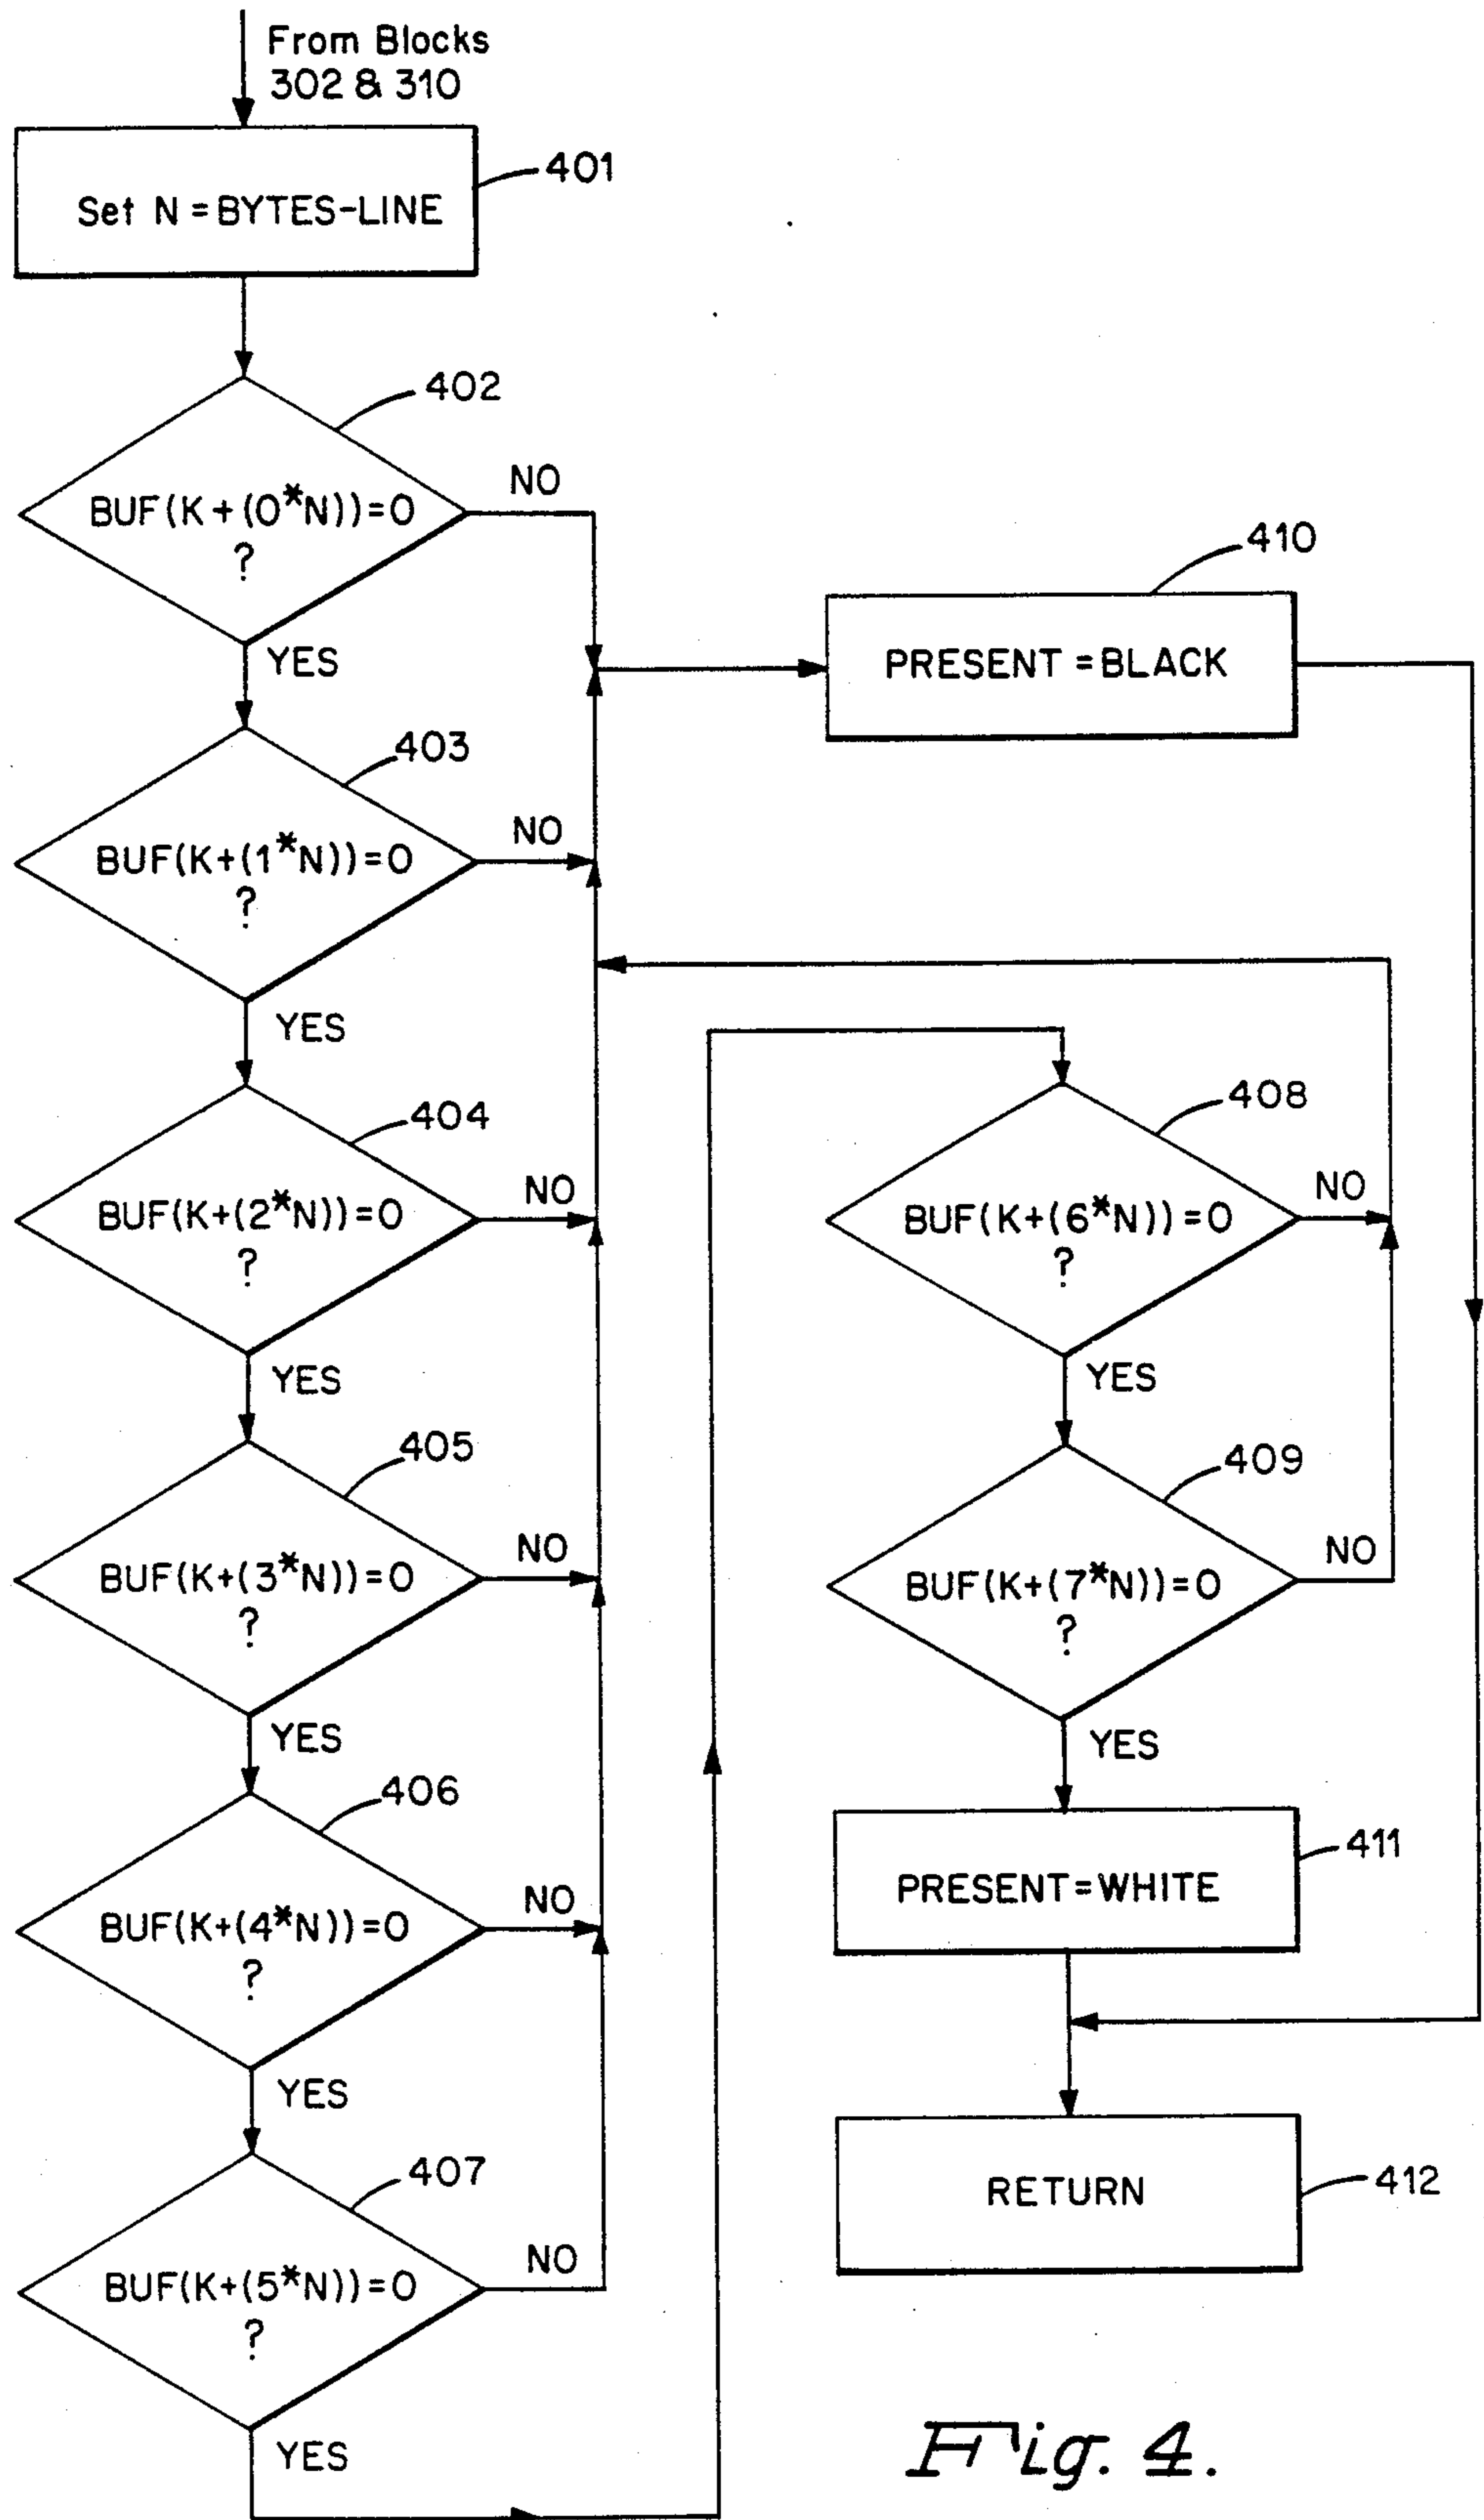 From Blocks
302 & 310
401
Set N = BYTES-LINE
402
BUF(K + (0*N)) = 0
?
NO
YES
403
BUF(K+(1*N)) = 0
?
NO
YES
404
BUF(K+(2*N)) = 0
?
NO
YES
405
BUF(K+(3*N)) = 0
?
NO
YES
406
BUF(K+(4*N)) = 0
?
NO
YES
407
BUF(K+(5*N)) = 0
?
NO
YES
410
PRESENT = BLACK
408
BUF(K+(6*N)) = 0
?
NO
YES
409
BUF(K+(7*N)) = 0
?
NO
YES
411
PRESENT = WHITE
412
RETURN
Fig. 4.